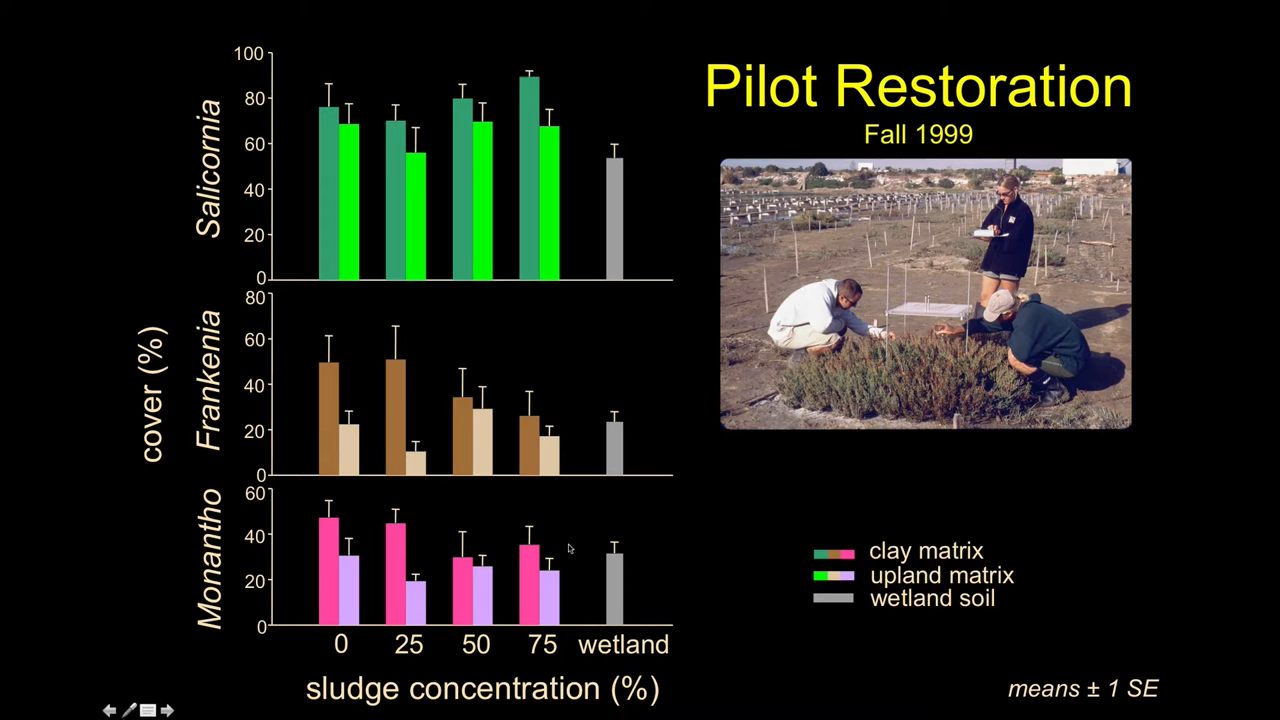 Pilot Restoration
Fall 1999
cover (%)
Salicornia
100
80
60
40
20
0
Frankenia
80
60
40
20
0
Monantho
60
40
20
0
0 25 50 75 wetland
sludge concentration (%)
clay matrix
upland matrix
wetland soil
means ± 1 SE